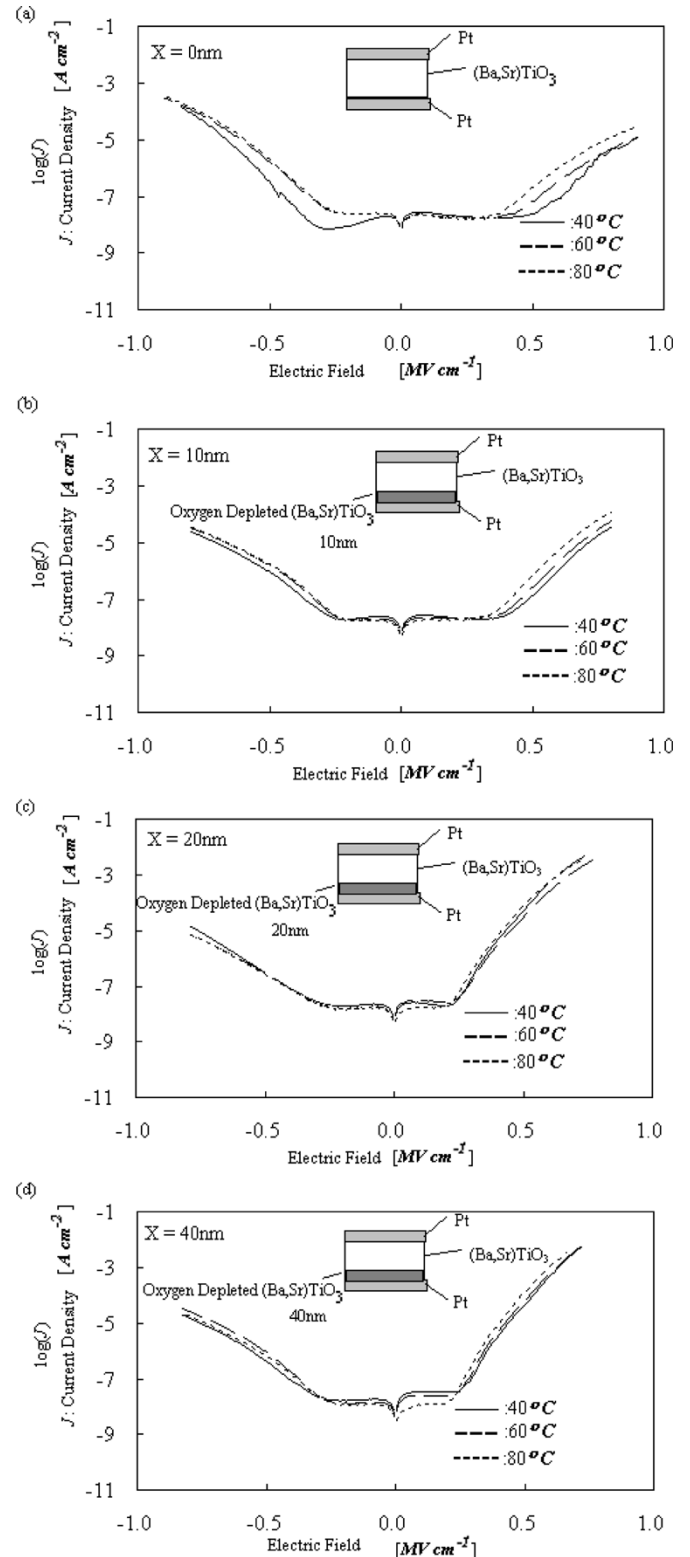 (a)
X = 0nm
Pt
(Ba,Sr)TiO3
Pt
log(J)
J: Current Density [A cm-2]
-1
-3
-5
-7
-9
-11
:40°C
:60°C
:80°C
-1.0 -0.5 0.0 0.5 1.0
Electric Field [MV cm-1]
(b)
X = 10nm
Pt
(Ba,Sr)TiO3
Oxygen Depleted (Ba,Sr)TiO3
10nm
Pt
log(J)
J: Current Density [A cm-2]
-1
-3
-5
-7
-9
-11
:40°C
:60°C
:80°C
-1.0 -0.5 0.0 0.5 1.0
Electric Field [MV cm-1]
(c)
X = 20nm
Pt
(Ba,Sr)TiO3
Oxygen Depleted (Ba,Sr)TiO3
20nm
Pt
log(J)
J: Current Density [A cm-2]
-1
-3
-5
-7
-9
-11
:40°C
:60°C
:80°C
-1.0 -0.5 0.0 0.5 1.0
Electric Field [MV cm-1]
(d)
X = 40nm
Pt
(Ba,Sr)TiO3
Oxygen Depleted (Ba,Sr)TiO3
40nm
Pt
log(J)
J: Current Density [A cm-2]
-1
-3
-5
-7
-9
-11
:40°C
:60°C
:80°C
-1.0 -0.5 0.0 0.5 1.0
Electric Field [MV cm-1]